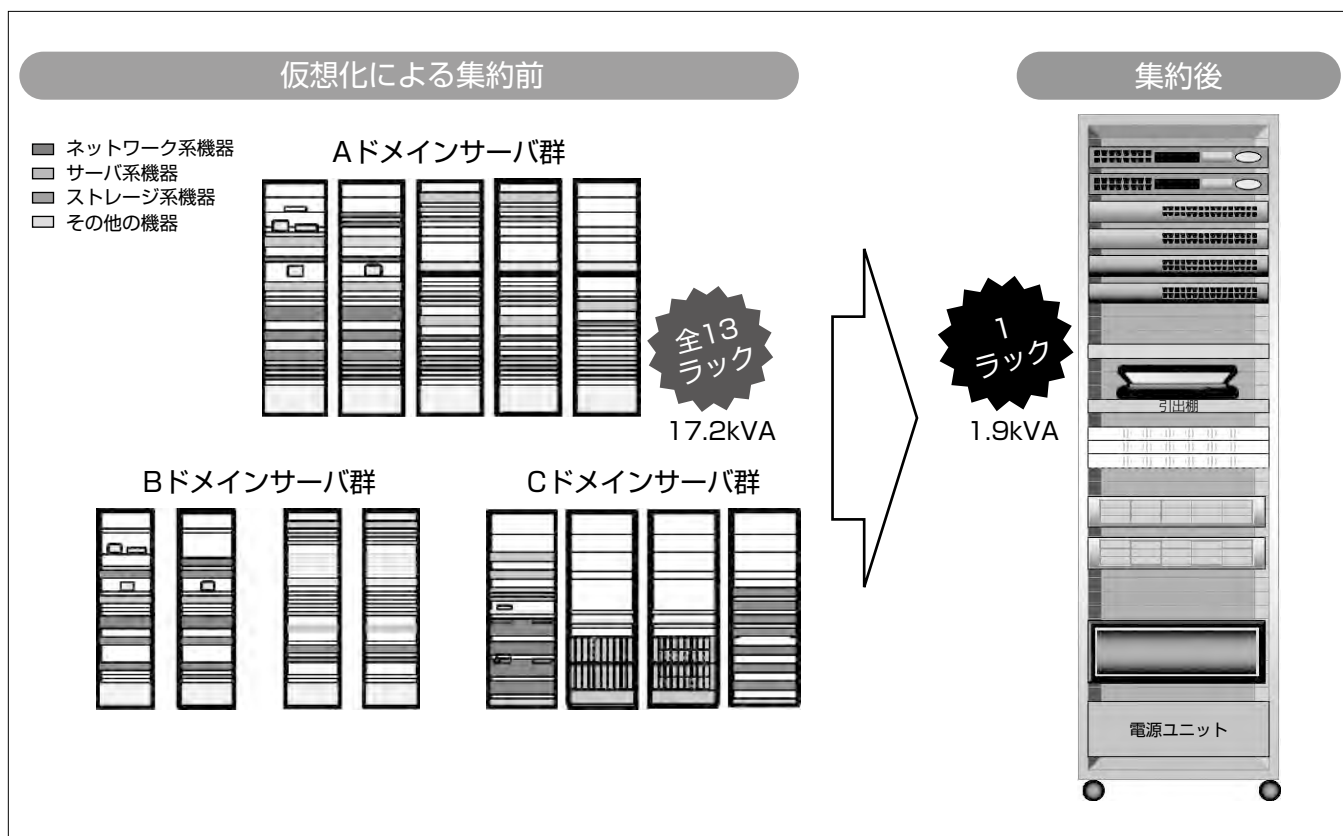 仮想化による集約前
集約後
ネットワーク系機器
サーバ系機器
ストレージ系機器
その他の機器
Aドメインサーバ群
全13
ラック
17.2kVA
1
ラック
1.9kVA
引出棚
Bドメインサーバ群
Cドメインサーバ群
電源ユニット